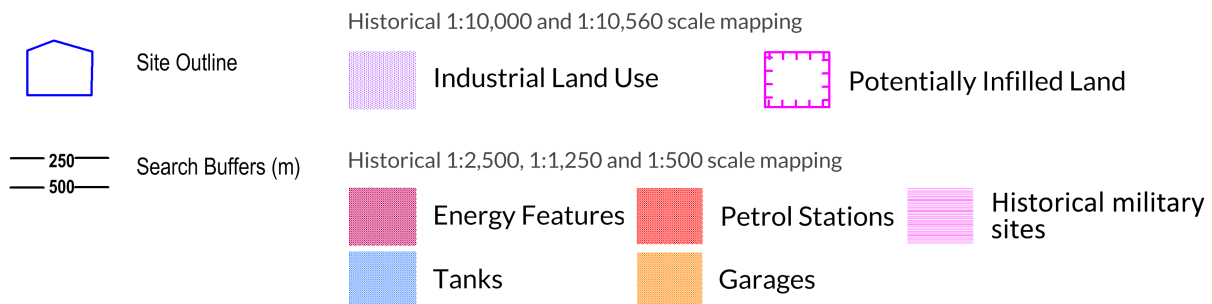 Historical 1:10,000 and 1:10,560 scale mapping
Site Outline
Industrial Land Use
Potentially Infilled Land
250
500
Search Buffers (m)
Historical 1:2,500, 1:1,250 and 1:500 scale mapping
Energy Features
Petrol Stations
Historical military
sites
Tanks
Garages